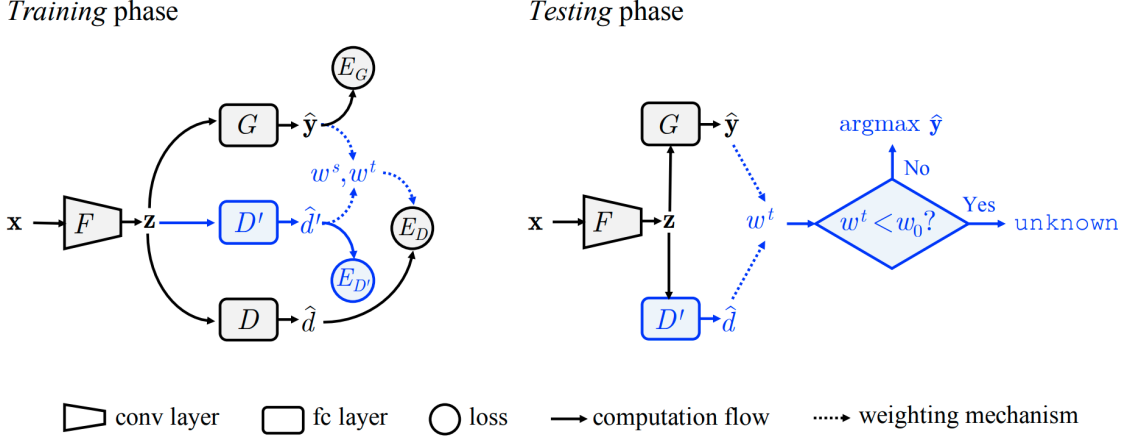 Training phase
Testing phase
E_G
G
ŷ
w^s, w^t
x
F
z
D′
d̂′
E_D
E_{D′}
D
d̂
G
ŷ
argmax ŷ
No
x
F
z
w^t
w^t < w_0?
Yes
unknown
D′
d̂
conv layer
fc layer
loss
computation flow
weighting mechanism